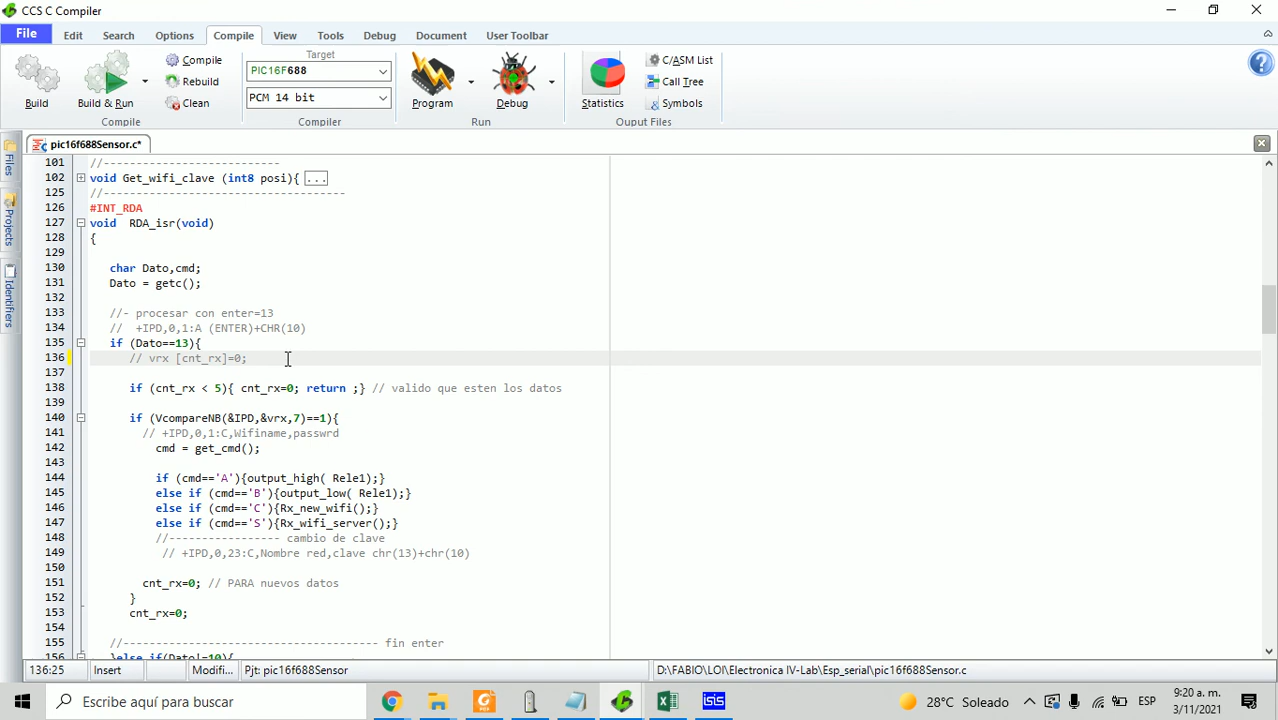 CCS C Compiler
File Edit Search Options Compile View Tools Debug Document User Toolbar
Build
Build & Run
Compile
Rebuild
Clean
Compile
Target
PIC16F688
PCM 14 bit
Compiler
Program
Debug
Run
Statistics
C/ASM List
Call Tree
Symbols
Ouput Files
Files
Projects
Identifiers
pic16f688Sensor.c*
101 //---------------------------
102 void Get_wifi_clave (int8 posi){ ...
125 //-------------------------------------
126 #INT_RDA
127 void  RDA_isr(void)
128 {
129
130 char Dato,cmd;
131 Dato = getc();
132
133 //- procesar con enter=13
134 //  +IPD,0,1:A (ENTER)+CHR(10)
135 if (Dato==13){
136 // vrx [cnt_rx]=0;
137
138 if (cnt_rx < 5){ cnt_rx=0; return ;} // valido que esten los datos
139
140 if (VcompareNB(&IPD,&vrx,7)==1){
141 // +IPD,0,1:C,Wifiname,passwrd
142 cmd = get_cmd();
143
144 if (cmd=='A'){output_high( Rele1);}
145 else if (cmd=='B'){output_low( Rele1);}
146 else if (cmd=='C'){Rx_new_wifi();}
147 else if (cmd=='S'){Rx_wifi_server();}
148 //----------------- cambio de clave
149 // +IPD,0,23:C,Nombre red,clave chr(13)+chr(10)
150
151 cnt_rx=0; // PARA nuevos datos
152 }
153 cnt_rx=0;
154
155 //--------------------------------------- fin enter
156 }else if(Dato!=10){
136:25 Insert Modifi... Pjt: pic16f688Sensor D:\FABIO\LOI\Electronica IV-Lab\Esp_serial\pic16f688Sensor.c
Escribe aquí para buscar
28°C Soleado
ESP
9:20 a. m.
3/11/2021